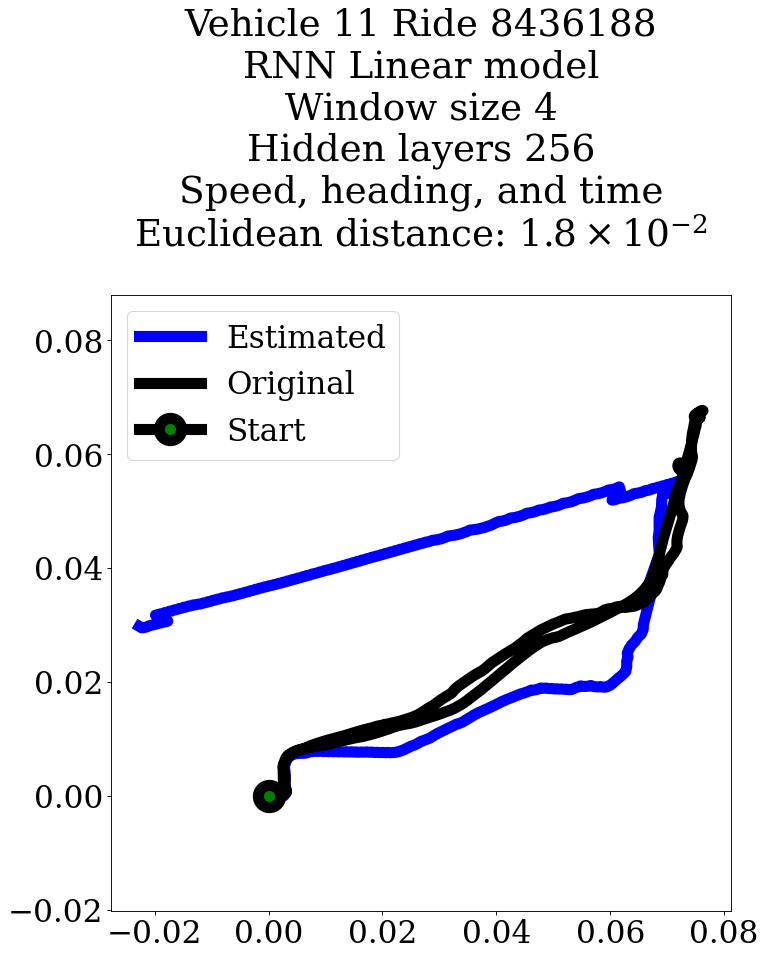 Vehicle 11 Ride 8436188
RNN Linear model
Window size 4
Hidden layers 256
Speed, heading, and time
Euclidean distance: 1.8 × 10⁻²
Estimated
Original
Start
0.08
0.06
0.04
0.02
0.00
−0.02
−0.02 0.00 0.02 0.04 0.06 0.08